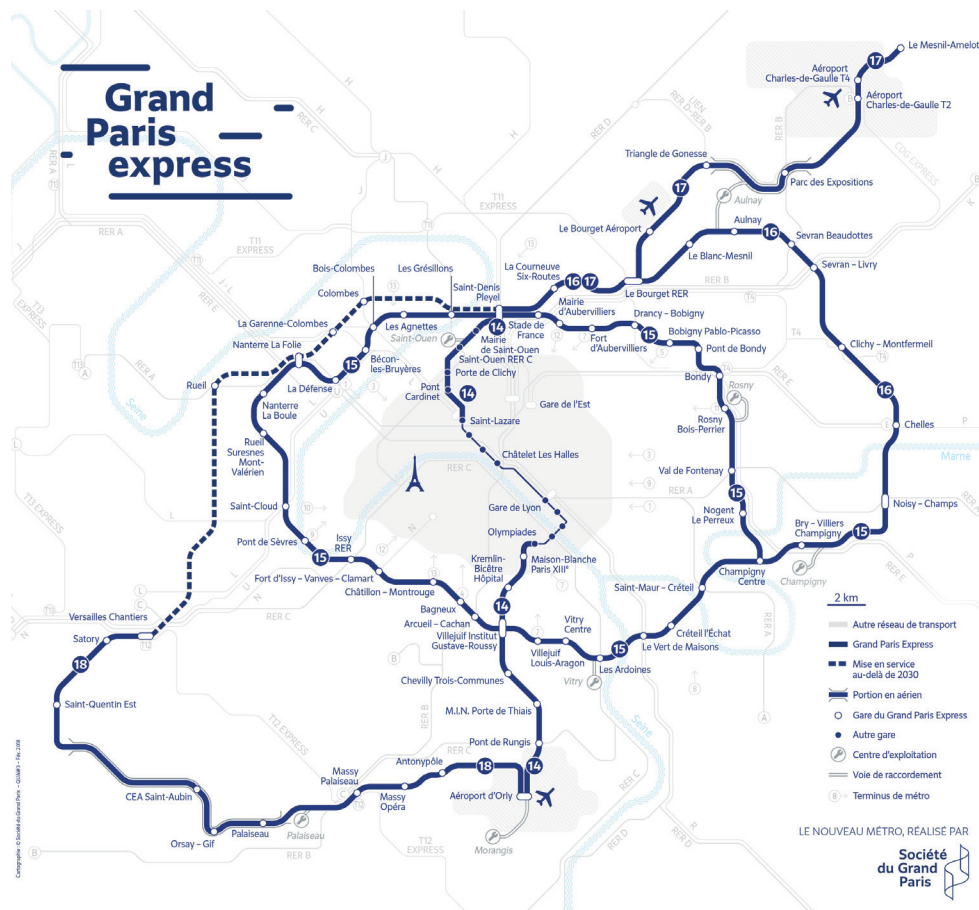 Grand
Paris
express
Le Mesnil-Amelot
17
Aéroport
Charles-de-Gaulle T4
Aéroport
Charles-de-Gaulle T2
Triangle de Gonesse
Parc des Expositions
17
Aulnay
Le Bourget Aéroport
Aulnay
16
Sevran Beaudottes
Le Blanc-Mesnil
Sevran – Livry
Bois-Colombes
Les Grésillons
La Courneuve
Six-Routes
16
17
Le Bourget RER
Colombes
Saint-Denis
Pleyel
Mairie
d'Aubervilliers
Drancy – Bobigny
La Garenne-Colombes
Les Agnettes
Saint-Ouen
14
Stade de
France
Fort
d'Aubervilliers
15
Bobigny Pablo-Picasso
Clichy – Montfermeil
Nanterre La Folie
15
Bécon-
les-Bruyères
Mairie
de Saint-Ouen
Saint-Ouen RER C
Porte de Clichy
Pont de Bondy
Rueil
La Défense
Pont
Cardinet
14
Bondy
Rosny
16
Nanterre
La Boule
Gare de l'Est
Saint-Lazare
Rosny
Bois-Perrier
Chelles
Rueil
Suresnes
Mont-
Valérien
Châtelet Les Halles
Marne
Val de Fontenay
Saint-Cloud
Gare de Lyon
15
Nogent
Le Perreux
Noisy – Champs
Pont de Sèvres
Issy
RER
Olympiades
Bry – Villiers
Champigny
15
15
Fort d'Issy – Vanves – Clamart
Kremlin-
Bicêtre
Hôpital
Maison-Blanche
Paris XIIIᵉ
Châtillon – Montrouge
Saint-Maur – Créteil
Champigny
Centre
Champigny
Bagneux
14
Arcueil – Cachan
Villejuif Institut
Gustave-Roussy
Vitry
Centre
Créteil l'Échat
Le Vert de Maisons
15
Versailles Chantiers
Satory
18
Villejuif
Louis-Aragon
Les Ardoines
Vitry
Chevilly Trois-Communes
Saint-Quentin Est
M.I.N. Porte de Thiais
Seine
Pont de Rungis
Antonypôle
18
14
Massy
Palaiseau
Massy
Opéra
Aéroport d'Orly
CEA Saint-Aubin
Palaiseau
Orsay – Gif
Palaiseau
Morangis
RER A
RER C
RER D
RER B
T11
EXPRESS
T11
EXPRESS
CDG EXPRESS
T13 EXPRESS
T12 EXPRESS
T12
EXPRESS
RER E
Seine
2 km
Autre réseau de transport
Grand Paris Express
Mise en service
au-delà de 2030
Portion en aérien
Gare du Grand Paris Express
Autre gare
Centre d'exploitation
Voie de raccordement
8
Terminus de métro
LE NOUVEAU MÉTRO, RÉALISÉ PAR
Société
du Grand
Paris